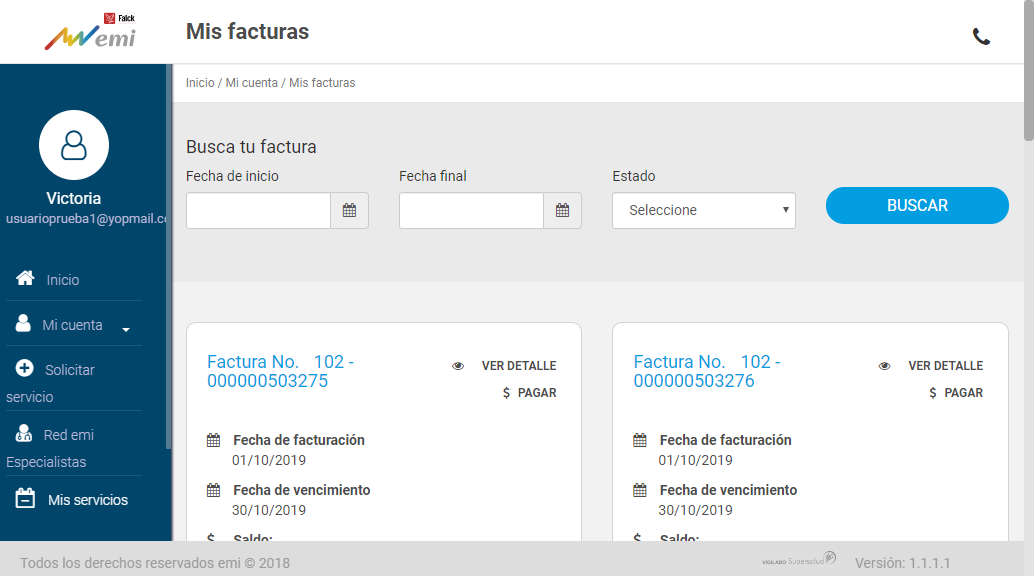 Falck
emi
Mis facturas
Inicio / Mi cuenta / Mis facturas
Victoria
usuarioprueba1@yopmail.co
Inicio
Mi cuenta
Solicitar
servicio
Red emi
Especialistas
Mis servicios
Busca tu factura
Fecha de inicio
Fecha final
Estado
Seleccione
BUSCAR
Factura No. 102 -
000000503275
VER DETALLE
$ PAGAR
Fecha de facturación
01/10/2019
Fecha de vencimiento
30/10/2019
$ Saldo:
Factura No. 102 -
000000503276
VER DETALLE
$ PAGAR
Fecha de facturación
01/10/2019
Fecha de vencimiento
30/10/2019
$ Saldo:
Todos los derechos reservados emi © 2018
VIGILADO Supersalud
Versión: 1.1.1.1